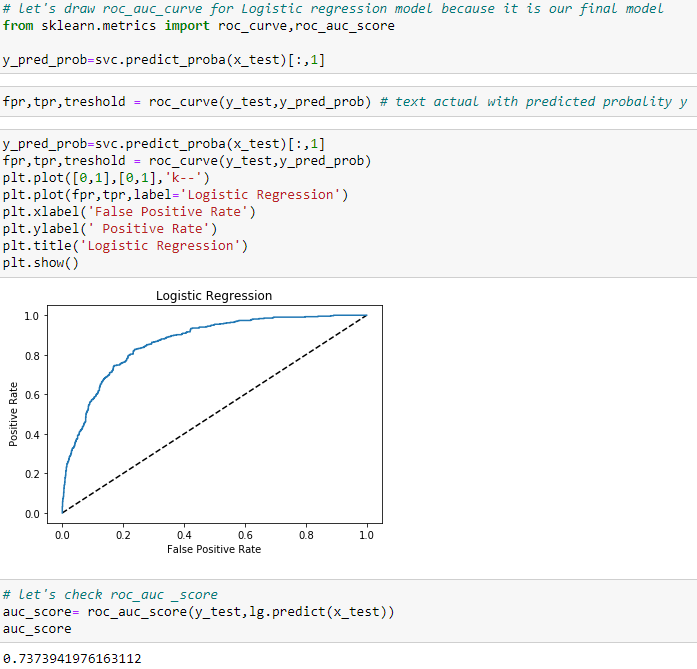 # let's draw roc_auc_curve for Logistic regression model because it is our final model
from sklearn.metrics import roc_curve,roc_auc_score
y_pred_prob=svc.predict_proba(x_test)[:,1]
fpr,tpr,treshold = roc_curve(y_test,y_pred_prob) # text actual with predicted probality y
y_pred_prob=svc.predict_proba(x_test)[:,1]
fpr,tpr,treshold = roc_curve(y_test,y_pred_prob)
plt.plot([0,1],[0,1],'k--')
plt.plot(fpr,tpr,label='Logistic Regression')
plt.xlabel('False Positive Rate')
plt.ylabel(' Positive Rate')
plt.title('Logistic Regression')
plt.show()
Logistic Regression
1.0
0.8
0.6
0.4
0.2
0.0
Positive Rate
0.0 0.2 0.4 0.6 0.8 1.0
False Positive Rate
# let's check roc_auc _score
auc_score= roc_auc_score(y_test,lg.predict(x_test))
auc_score
0.7373941976163112